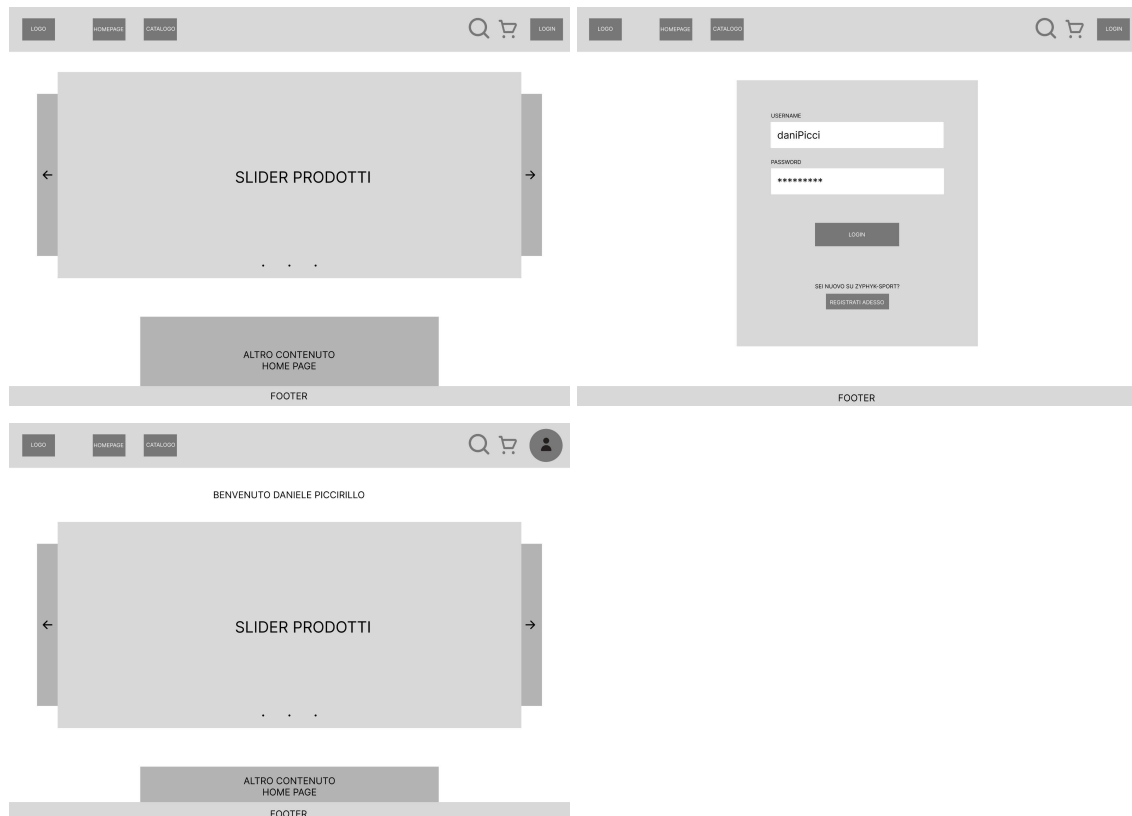 LOGO
HOMEPAGE
CATALOGO
LOGIN
SLIDER PRODOTTI
ALTRO CONTENUTO
HOME PAGE
FOOTER
LOGO
HOMEPAGE
CATALOGO
LOGIN
USERNAME
daniPicci
PASSWORD
*********
LOGIN
SEI NUOVO SU ZYPHYK-SPORT?
REGISTRATI ADESSO
FOOTER
LOGO
HOMEPAGE
CATALOGO
BENVENUTO DANIELE PICCIRILLO
SLIDER PRODOTTI
ALTRO CONTENUTO
HOME PAGE
FOOTER